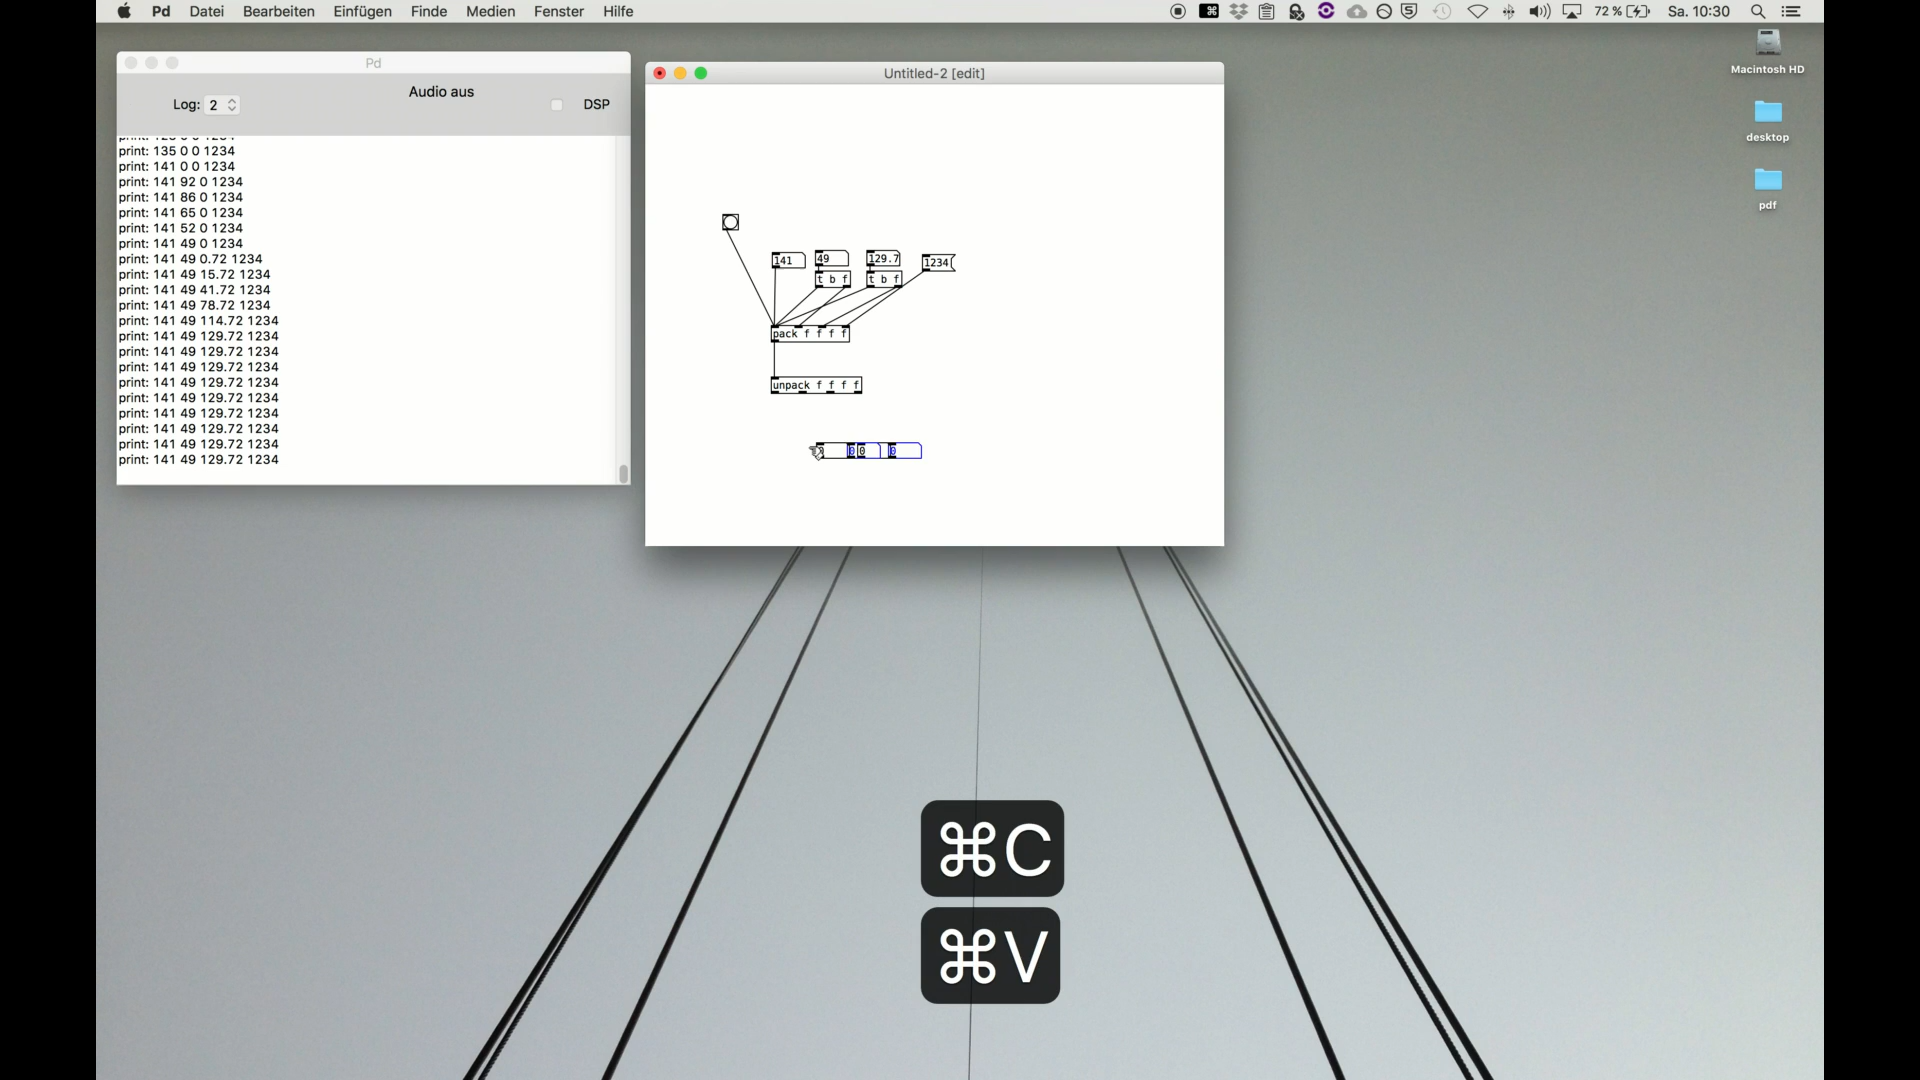 Pd Datei Bearbeiten Einfügen Finde Medien Fenster Hilfe
72 % Sa. 10:30
Macintosh HD
desktop
pdf
Pd
Audio aus
Log: 2
DSP
print: 135 0 0 1234
print: 141 0 0 1234
print: 141 92 0 1234
print: 141 86 0 1234
print: 141 65 0 1234
print: 141 52 0 1234
print: 141 49 0 1234
print: 141 49 0.72 1234
print: 141 49 15.72 1234
print: 141 49 41.72 1234
print: 141 49 78.72 1234
print: 141 49 114.72 1234
print: 141 49 129.72 1234
print: 141 49 129.72 1234
print: 141 49 129.72 1234
print: 141 49 129.72 1234
print: 141 49 129.72 1234
print: 141 49 129.72 1234
print: 141 49 129.72 1234
print: 141 49 129.72 1234
print: 141 49 129.72 1234
Untitled-2 [edit]
141 49 129.7 1234
t b f t b f
pack f f f f
unpack f f f f
0 0 0
⌘C
⌘V